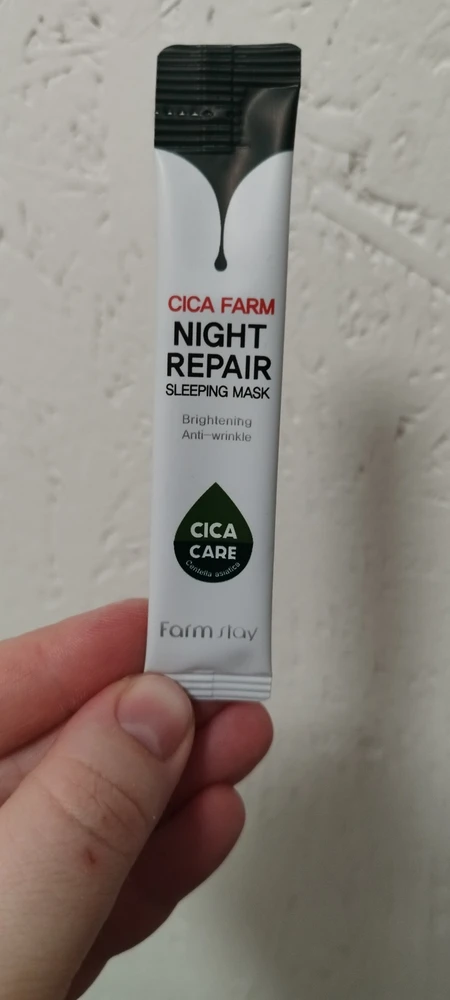 CICA FARM
NIGHT
REPAIR
SLEEPING MASK
Brightening
Anti-wrinkle
CICA
CARE
Centella asiatica
Farm stay